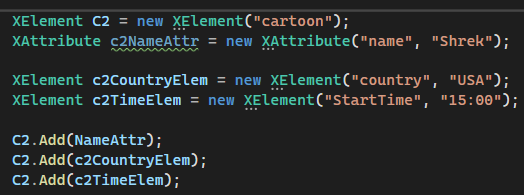 XElement C2 = new XElement("cartoon");
XAttribute c2NameAttr = new XAttribute("name", "Shrek");
XElement c2CountryElem = new XElement("country", "USA");
XElement c2TimeElem = new XElement("StartTime", "15:00");
C2.Add(NameAttr);
C2.Add(c2CountryElem);
C2.Add(c2TimeElem);